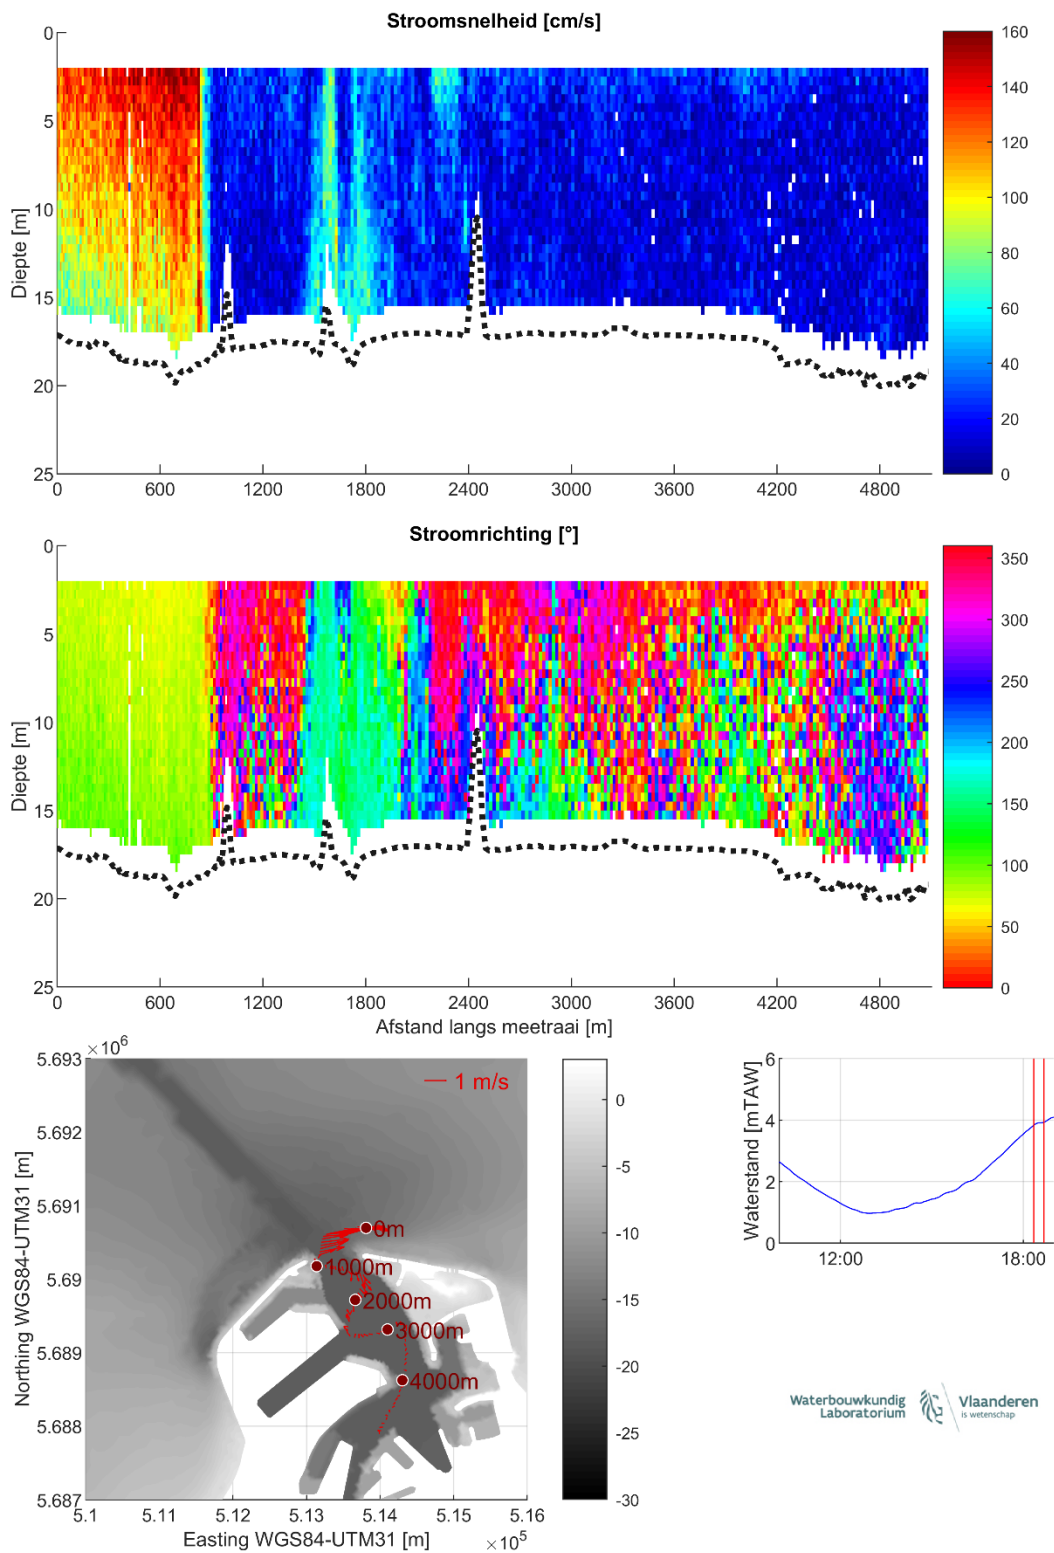 Stroomsnelheid [cm/s]
Diepte [m]
0
5
10
15
20
25
0 600 1200 1800 2400 3000 3600 4200 4800
160
140
120
100
80
60
40
20
0
Stroomrichting [°]
Diepte [m]
0
5
10
15
20
25
0 600 1200 1800 2400 3000 3600 4200 4800
Afstand langs meetraai [m]
350
300
250
200
150
100
50
0
×10⁶
5.693
5.692
5.691
5.69
5.689
5.688
5.687
Northing WGS84-UTM31 [m]
1 m/s
0m
1000m
2000m
3000m
4000m
5.1 5.12 5.13 5.14 5.15 5.16
Easting WGS84-UTM31 [m]
×10⁵
0
-5
-10
-15
-20
-25
-30
Waterstand [mTAW]
6
4
2
0
12:00 18:00
Waterbouwkundig
Laboratorium
Vlaanderen
is wetenschap